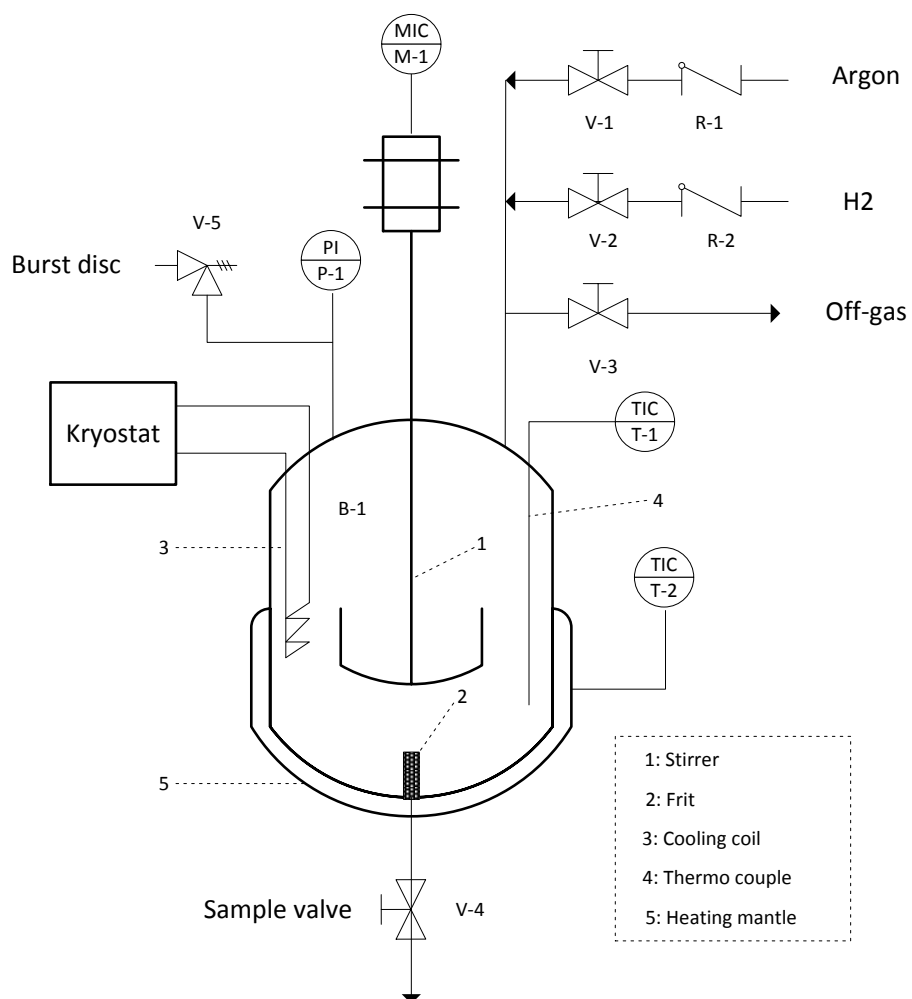 MIC
M-1
Argon
V-1
R-1
H2
V-2
R-2
V-5
PI
P-1
Burst disc
Off-gas
V-3
Kryostat
TIC
T-1
B-1
4
3
1
TIC
T-2
2
5
1: Stirrer
2: Frit
3: Cooling coil
4: Thermo couple
5: Heating mantle
Sample valve
V-4